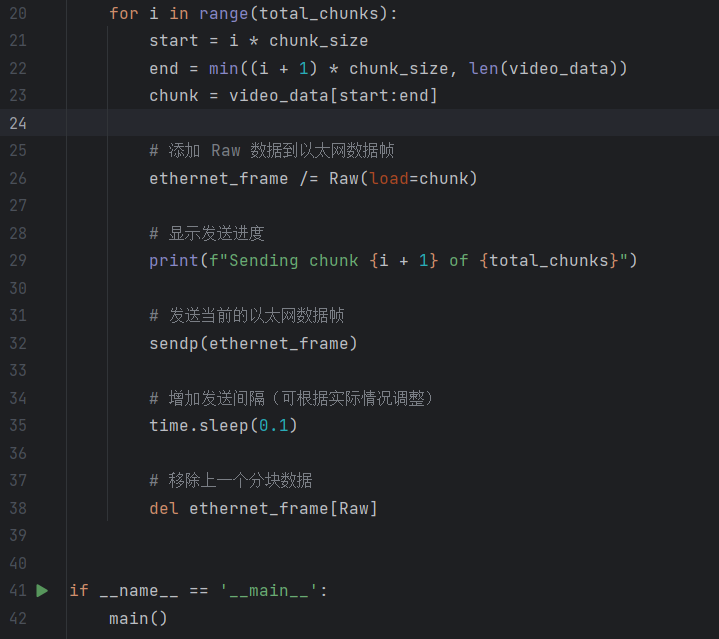 20 for i in range(total_chunks):
21 start = i * chunk_size
22 end = min((i + 1) * chunk_size, len(video_data))
23 chunk = video_data[start:end]
24
25 # 添加 Raw 数据到以太网数据帧
26 ethernet_frame /= Raw(load=chunk)
27
28 # 显示发送进度
29 print(f"Sending chunk {i + 1} of {total_chunks}")
30
31 # 发送当前的以太网数据帧
32 sendp(ethernet_frame)
33
34 # 增加发送间隔（可根据实际情况调整）
35 time.sleep(0.1)
36
37 # 移除上一个分块数据
38 del ethernet_frame[Raw]
39
40
41 if __name__ == '__main__':
42 main()